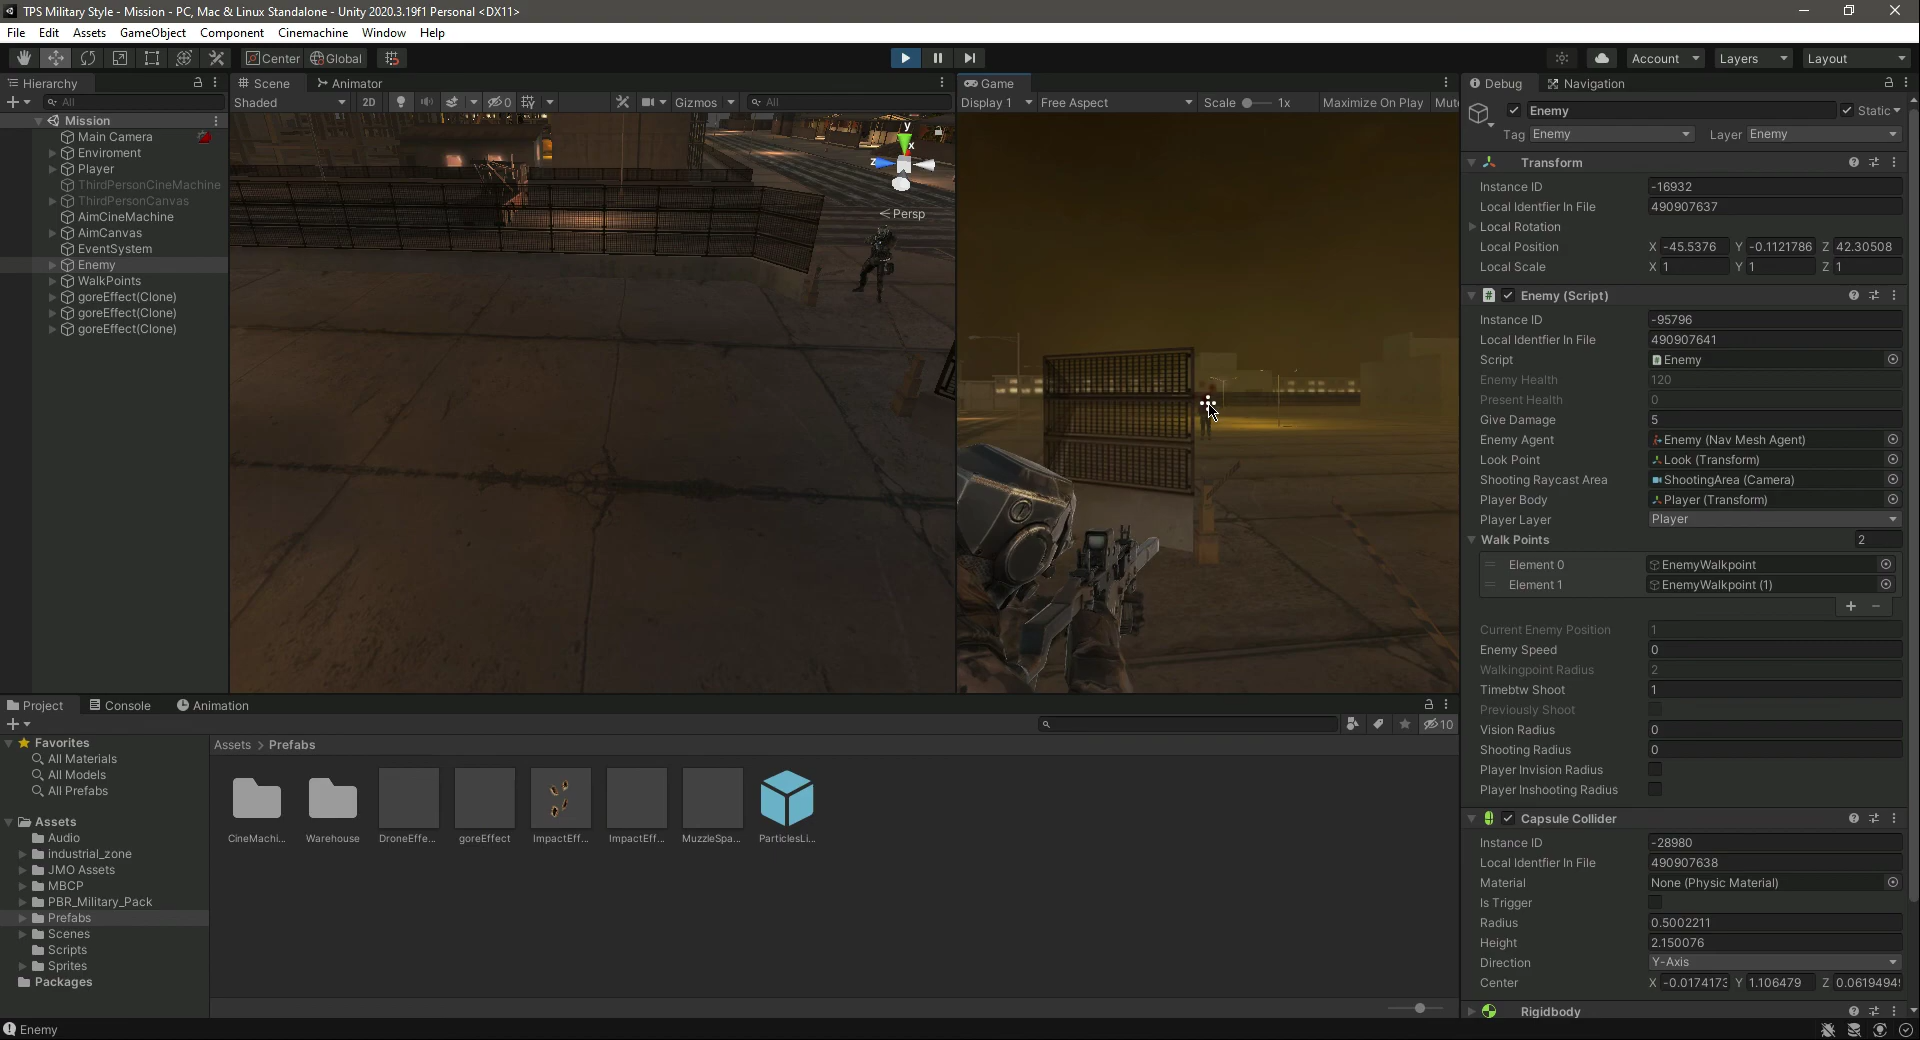 TPS Military Style - Mission - PC, Mac & Linux Standalone - Unity 2020.3.19f1 Personal <DX11>
File Edit Assets GameObject Component Cinemachine Window Help
Center Global Account Layers Layout
Hierarchy
All
Mission
Main Camera
Enviroment
Player
ThirdPersonCineMachine
ThirdPersonCanvas
AimCineMachine
AimCanvas
EventSystem
Enemy
WalkPoints
goreEffect(Clone)
goreEffect(Clone)
goreEffect(Clone)
Scene Animator
Shaded 2D 0 Gizmos All
y
x
z
Persp
Game
Display 1 Free Aspect Scale 1x Maximize On Play Mut
Debug Navigation
Enemy Static
Tag Enemy Layer Enemy
Transform
Instance ID -16932
Local Identfier In File 490907637
Local Rotation
Local Position X -45.5376 Y -0.1121786 Z 42.30508
Local Scale X 1 Y 1 Z 1
Enemy (Script)
Instance ID -95796
Local Identfier In File 490907641
Script Enemy
Enemy Health 120
Present Health 0
Give Damage 5
Enemy Agent Enemy (Nav Mesh Agent)
Look Point Look (Transform)
Shooting Raycast Area ShootingArea (Camera)
Player Body Player (Transform)
Player Layer Player
Walk Points 2
Element 0 EnemyWalkpoint
Element 1 EnemyWalkpoint (1)
Current Enemy Position 1
Enemy Speed 0
Walkingpoint Radius 2
Timebtw Shoot 1
Previously Shoot
Vision Radius 0
Shooting Radius 0
Player Invision Radius
Player Inshooting Radius
Capsule Collider
Instance ID -28980
Local Identfier In File 490907638
Material None (Physic Material)
Is Trigger
Radius 0.5002211
Height 2.150076
Direction Y-Axis
Center X -0.0174173 Y 1.106479 Z 0.0619494
Rigidbody
Project Console Animation
10
Favorites
All Materials
All Models
All Prefabs
Assets
Audio
industrial_zone
JMO Assets
MBCP
PBR_Military_Pack
Prefabs
Scenes
Scripts
Sprites
Packages
Assets > Prefabs
CineMachi... Warehouse DroneEffe... goreEffect ImpactEff... ImpactEff... MuzzleSpa... ParticlesLi...
Enemy